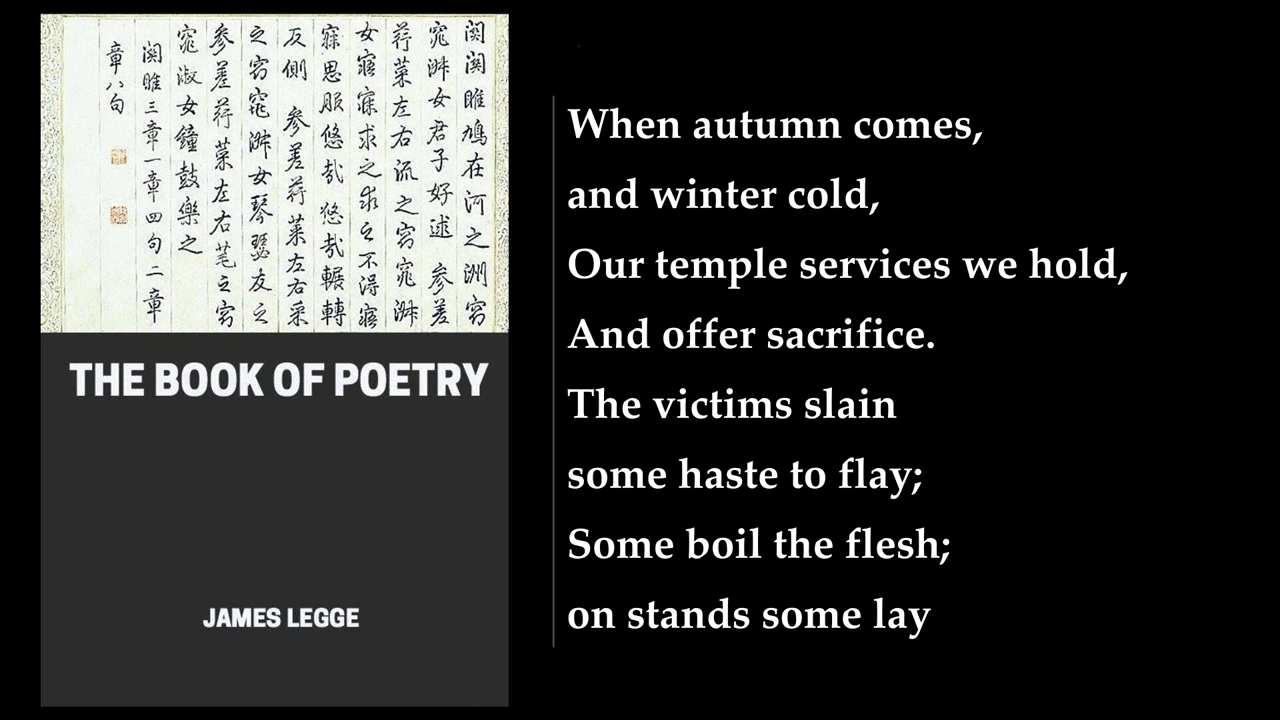 関関雎鳩在河之洲窈
窕淑女君子好逑 參差
荇菜左右流之窈窕淑
女寤寐求之求之不得寤
寐思服悠哉悠哉輾轉
反側 參差荇菜左右采
之窈窕淑女琴瑟友之
參差荇菜左右芼之窈
窕淑女鐘鼓樂之
関雎三章一章四句二章
章八句
THE BOOK OF POETRY
JAMES LEGGE
When autumn comes,
and winter cold,
Our temple services we hold,
And offer sacrifice.
The victims slain
some haste to flay;
Some boil the flesh;
on stands some lay